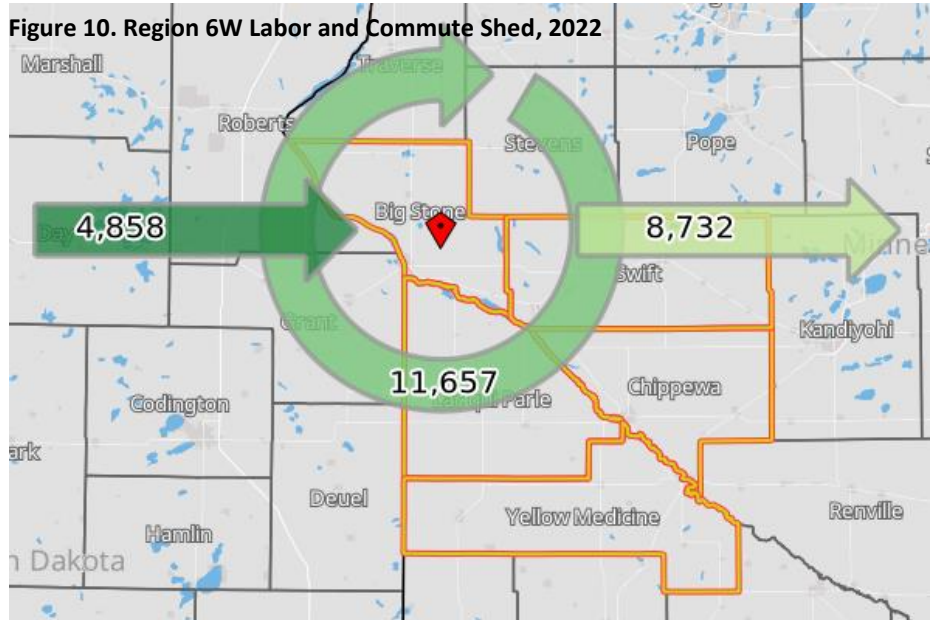 Figure 10. Region 6W Labor and Commute Shed, 2022
Marshall
Traverse
Roberts
Stevens
Pope
Big Stone
4,858
8,732
Swift
Grant
Kandiyohi
11,657
Chippewa
Parle
Codington
Deuel
Yellow Medicine
Renville
Hamlin
Dakota